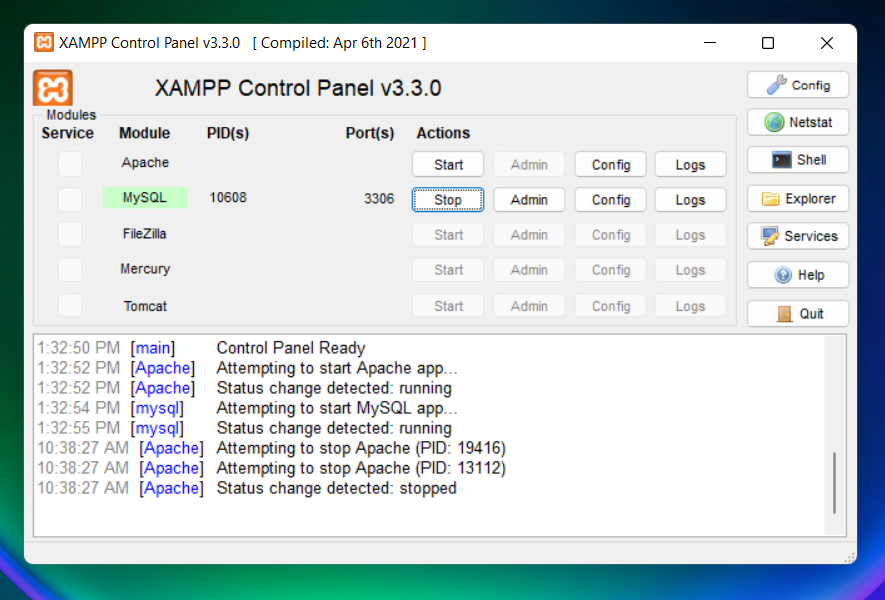 XAMPP Control Panel v3.3.0 [ Compiled: Apr 6th 2021 ]
XAMPP Control Panel v3.3.0
Config
Modules
Service Module PID(s) Port(s) Actions
Netstat
Apache Start Admin Config Logs
Shell
MySQL 10608 3306 Stop Admin Config Logs
Explorer
FileZilla Start Admin Config Logs
Services
Mercury Start Admin Config Logs
Help
Tomcat Start Admin Config Logs
Quit
1:32:50 PM [main] Control Panel Ready
1:32:52 PM [Apache] Attempting to start Apache app...
1:32:52 PM [Apache] Status change detected: running
1:32:54 PM [mysql] Attempting to start MySQL app...
1:32:55 PM [mysql] Status change detected: running
10:38:27 AM [Apache] Attempting to stop Apache (PID: 19416)
10:38:27 AM [Apache] Attempting to stop Apache (PID: 13112)
10:38:27 AM [Apache] Status change detected: stopped